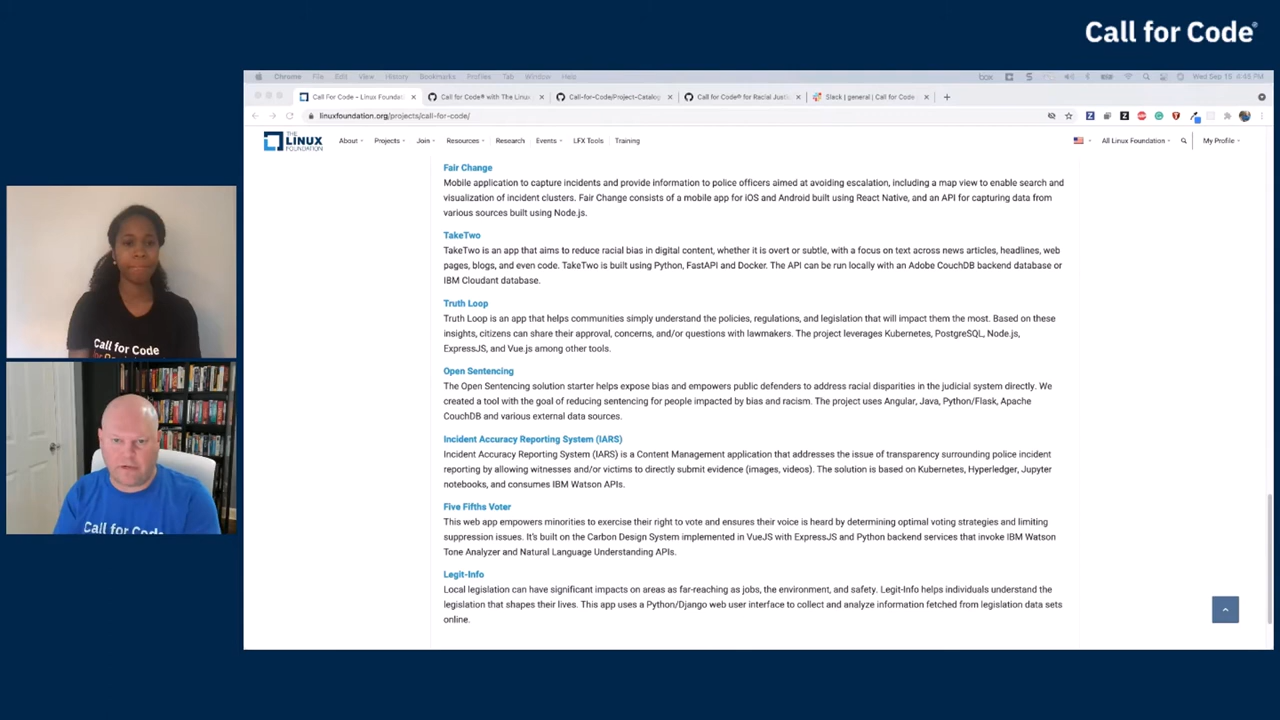 Call for Code®
Chrome File Edit View History Bookmarks Profiles Tab Window Help
box
Wed Sep 15 4:45 PM
Call For Code - Linux Foundat
Call for Code® with The Linux
Call-for-Code/Project-Catalog
Call for Code® for Racial Just
Slack | general | Call for Code
linuxfoundation.org/projects/call-for-code/
THE LINUX FOUNDATION
About Projects Join Resources Research Events LFX Tools Training
All Linux Foundation
My Profile
Fair Change
Mobile application to capture incidents and provide information to police officers aimed at avoiding escalation, including a map view to enable search and
visualization of incident clusters. Fair Change consists of a mobile app for iOS and Android built using React Native, and an API for capturing data from
various sources built using Node.js.
TakeTwo
TakeTwo is an app that aims to reduce racial bias in digital content, whether it is overt or subtle, with a focus on text across news articles, headlines, web
pages, blogs, and even code. TakeTwo is built using Python, FastAPI and Docker. The API can be run locally with an Adobe CouchDB backend database or
IBM Cloudant database.
Truth Loop
Truth Loop is an app that helps communities simply understand the policies, regulations, and legislation that will impact them the most. Based on these
insights, citizens can share their approval, concerns, and/or questions with lawmakers. The project leverages Kubernetes, PostgreSQL, Node.js,
ExpressJS, and Vue.js among other tools.
Open Sentencing
The Open Sentencing solution starter helps expose bias and empowers public defenders to address racial disparities in the judicial system directly. We
created a tool with the goal of reducing sentencing for people impacted by bias and racism. The project uses Angular, Java, Python/Flask, Apache
CouchDB and various external data sources.
Incident Accuracy Reporting System (IARS)
Incident Accuracy Reporting System (IARS) is a Content Management application that addresses the issue of transparency surrounding police incident
reporting by allowing witnesses and/or victims to directly submit evidence (images, videos). The solution is based on Kubernetes, Hyperledger, Jupyter
notebooks, and consumes IBM Watson APIs.
Five Fifths Voter
This web app empowers minorities to exercise their right to vote and ensures their voice is heard by determining optimal voting strategies and limiting
suppression issues. It's built on the Carbon Design System implemented in VueJS with ExpressJS and Python backend services that invoke IBM Watson
Tone Analyzer and Natural Language Understanding APIs.
Legit-Info
Local legislation can have significant impacts on areas as far-reaching as jobs, the environment, and safety. Legit-Info helps individuals understand the
legislation that shapes their lives. This app uses a Python/Django web user interface to collect and analyze information fetched from legislation data sets
online.
Call for Code
Call for Code